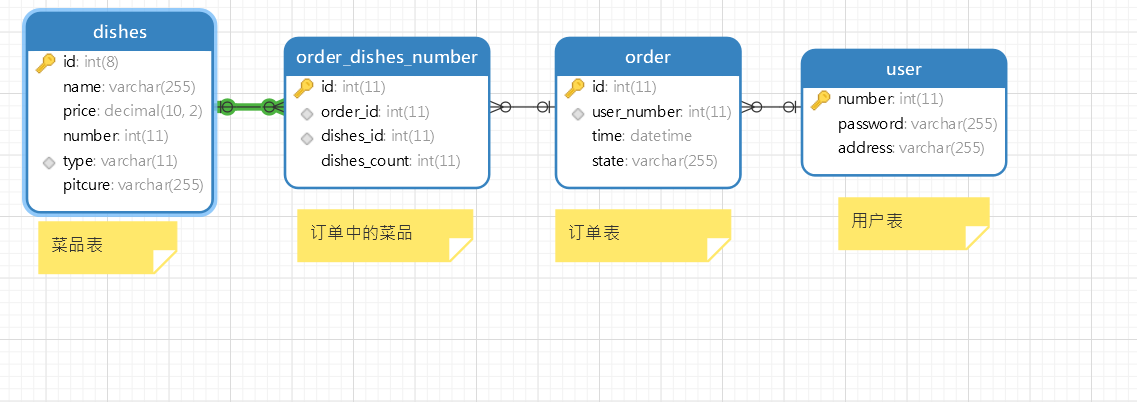 dishes
id: int(8)
name: varchar(255)
price: decimal(10, 2)
number: int(11)
type: varchar(11)
pitcure: varchar(255)
菜品表
order_dishes_number
id: int(11)
order_id: int(11)
dishes_id: int(11)
dishes_count: int(11)
订单中的菜品
order
id: int(11)
user_number: int(11)
time: datetime
state: varchar(255)
订单表
user
number: int(11)
password: varchar(255)
address: varchar(255)
用户表